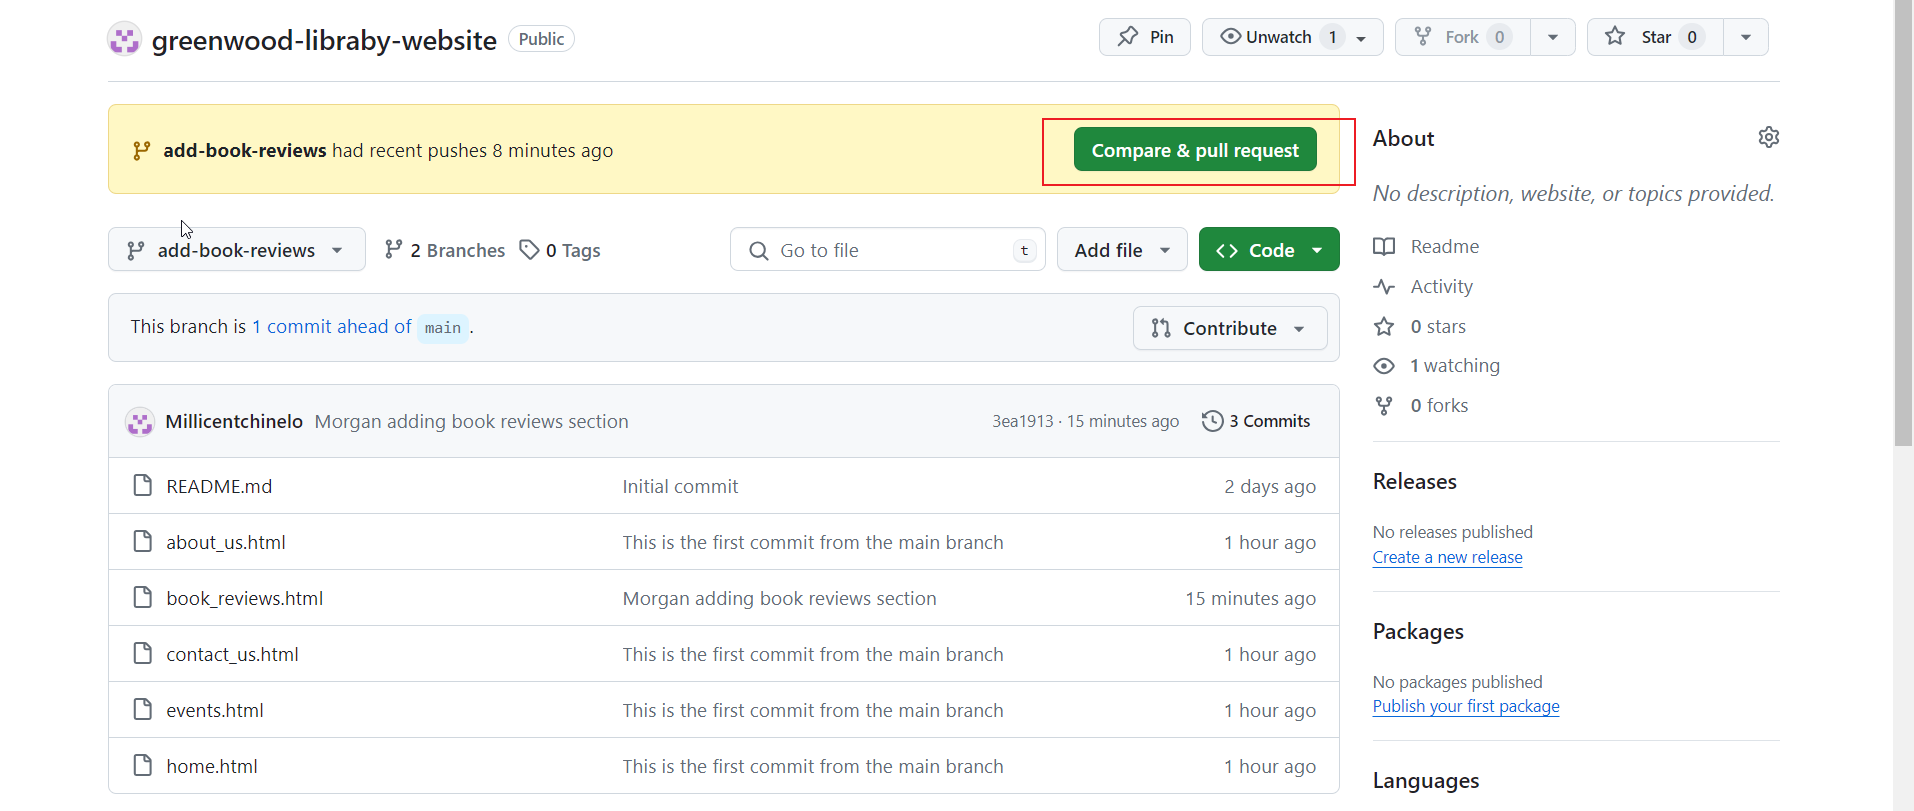 greenwood-libraby-website Public Pin Unwatch 1 Fork 0 Star 0
add-book-reviews had recent pushes 8 minutes ago Compare & pull request
add-book-reviews 2 Branches 0 Tags Go to file t Add file Code
This branch is 1 commit ahead of main . Contribute
Millicentchinelo Morgan adding book reviews section 3ea1913 · 15 minutes ago 3 Commits
README.md Initial commit 2 days ago
about_us.html This is the first commit from the main branch 1 hour ago
book_reviews.html Morgan adding book reviews section 15 minutes ago
contact_us.html This is the first commit from the main branch 1 hour ago
events.html This is the first commit from the main branch 1 hour ago
home.html This is the first commit from the main branch 1 hour ago
About
No description, website, or topics provided.
Readme
Activity
0 stars
1 watching
0 forks
Releases
No releases published
Create a new release
Packages
No packages published
Publish your first package
Languages